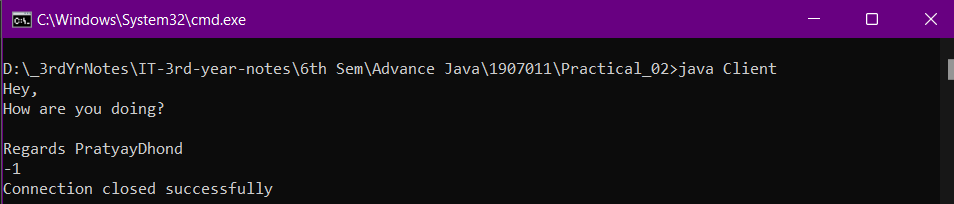 C:\Windows\System32\cmd.exe
D:\_3rdYrNotes\IT-3rd-year-notes\6th Sem\Advance Java\1907011\Practical_02>java Client
Hey,
How are you doing?
Regards PratyayDhond
-1
Connection closed successfully